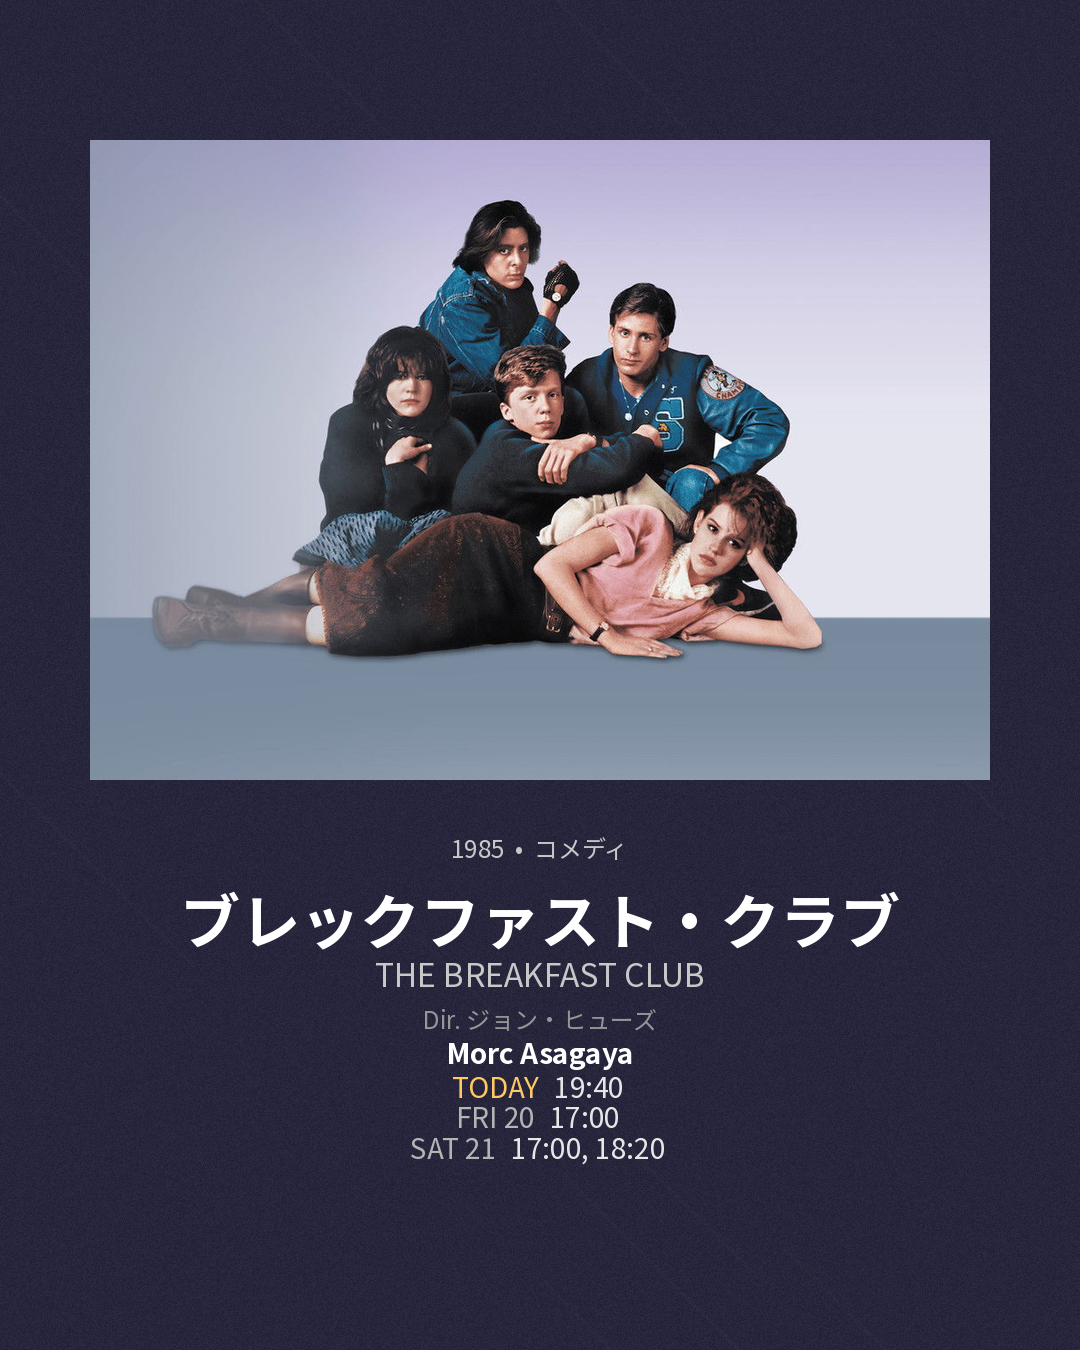 S
CHAMP
1985 • コメディ
ブレックファスト・クラブ
THE BREAKFAST CLUB
Dir. ジョン・ヒューズ
Morc Asagaya
TODAY 19:40
FRI 20 17:00
SAT 21 17:00, 18:20